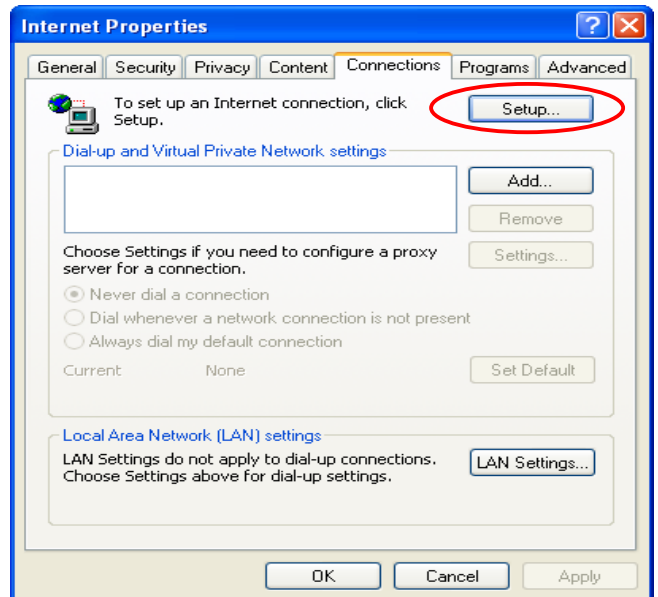 Internet Properties
General Security Privacy Content Connections Programs Advanced
To set up an Internet connection, click
Setup.
Setup...
Dial-up and Virtual Private Network settings
Add...
Remove
Choose Settings if you need to configure a proxy
server for a connection.
Settings...
Never dial a connection
Dial whenever a network connection is not present
Always dial my default connection
Current None Set Default
Local Area Network (LAN) settings
LAN Settings do not apply to dial-up connections.
Choose Settings above for dial-up settings.
LAN Settings...
OK Cancel Apply